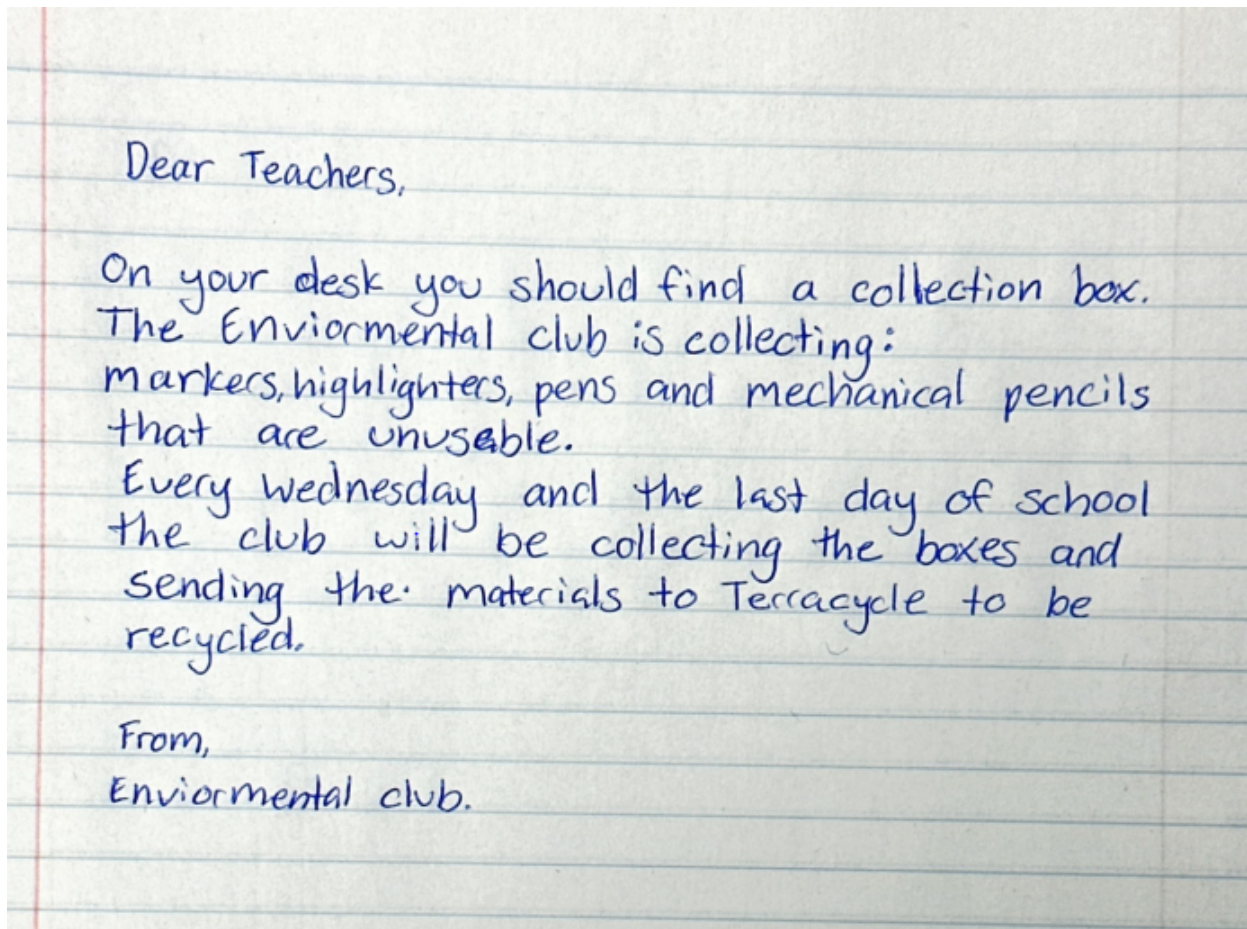 Dear Teachers,
On your desk you should find a collection box.
The Enviormental club is collecting:
markers, highlighters, pens and mechanical pencils
that are unusable.
Every wednesday and the last day of school
the club will be collecting the boxes and
sending the materials to Terracycle to be
recycled.
From,
Enviormental club.